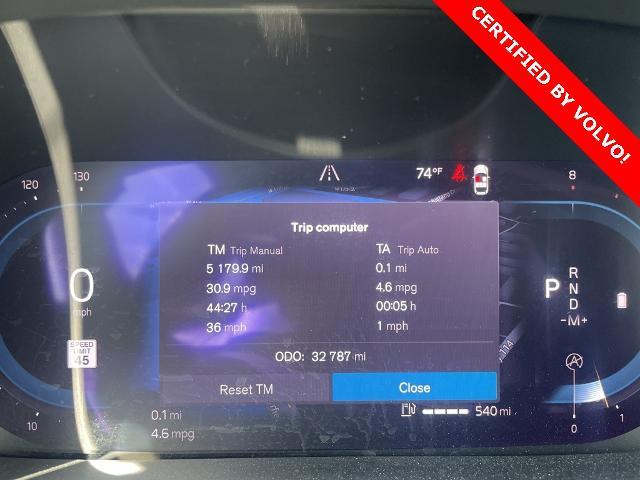 CERTIFIED BY VOLVO!
74°F
120
130
8
Trip computer
TM Trip Manual
TA Trip Auto
5 179.9 mi
0.1 mi
30.9 mpg
4.6 mpg
44:27 h
00:05 h
36 mph
1 mph
ODO: 32 787 mi
Reset TM
Close
0
mph
SPEED
LIMIT
45
P
R
N
D
-M+
A
10
0.1 mi
4.6 mpg
540 mi
0
1